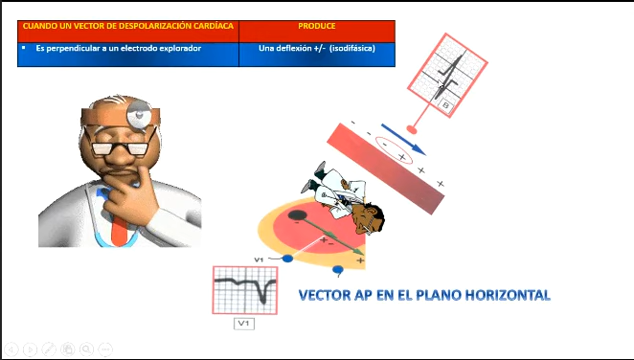 CUANDO UN VECTOR DE DESPOLARIZACIÓN CARDÍACA
PRODUCE
Es perpendicular a un electrodo explorador
Una deflexión +/- (isodifásica)
B
- - - + + +
-
+ -
+
V1
V1
VECTOR AP EN EL PLANO HORIZONTAL